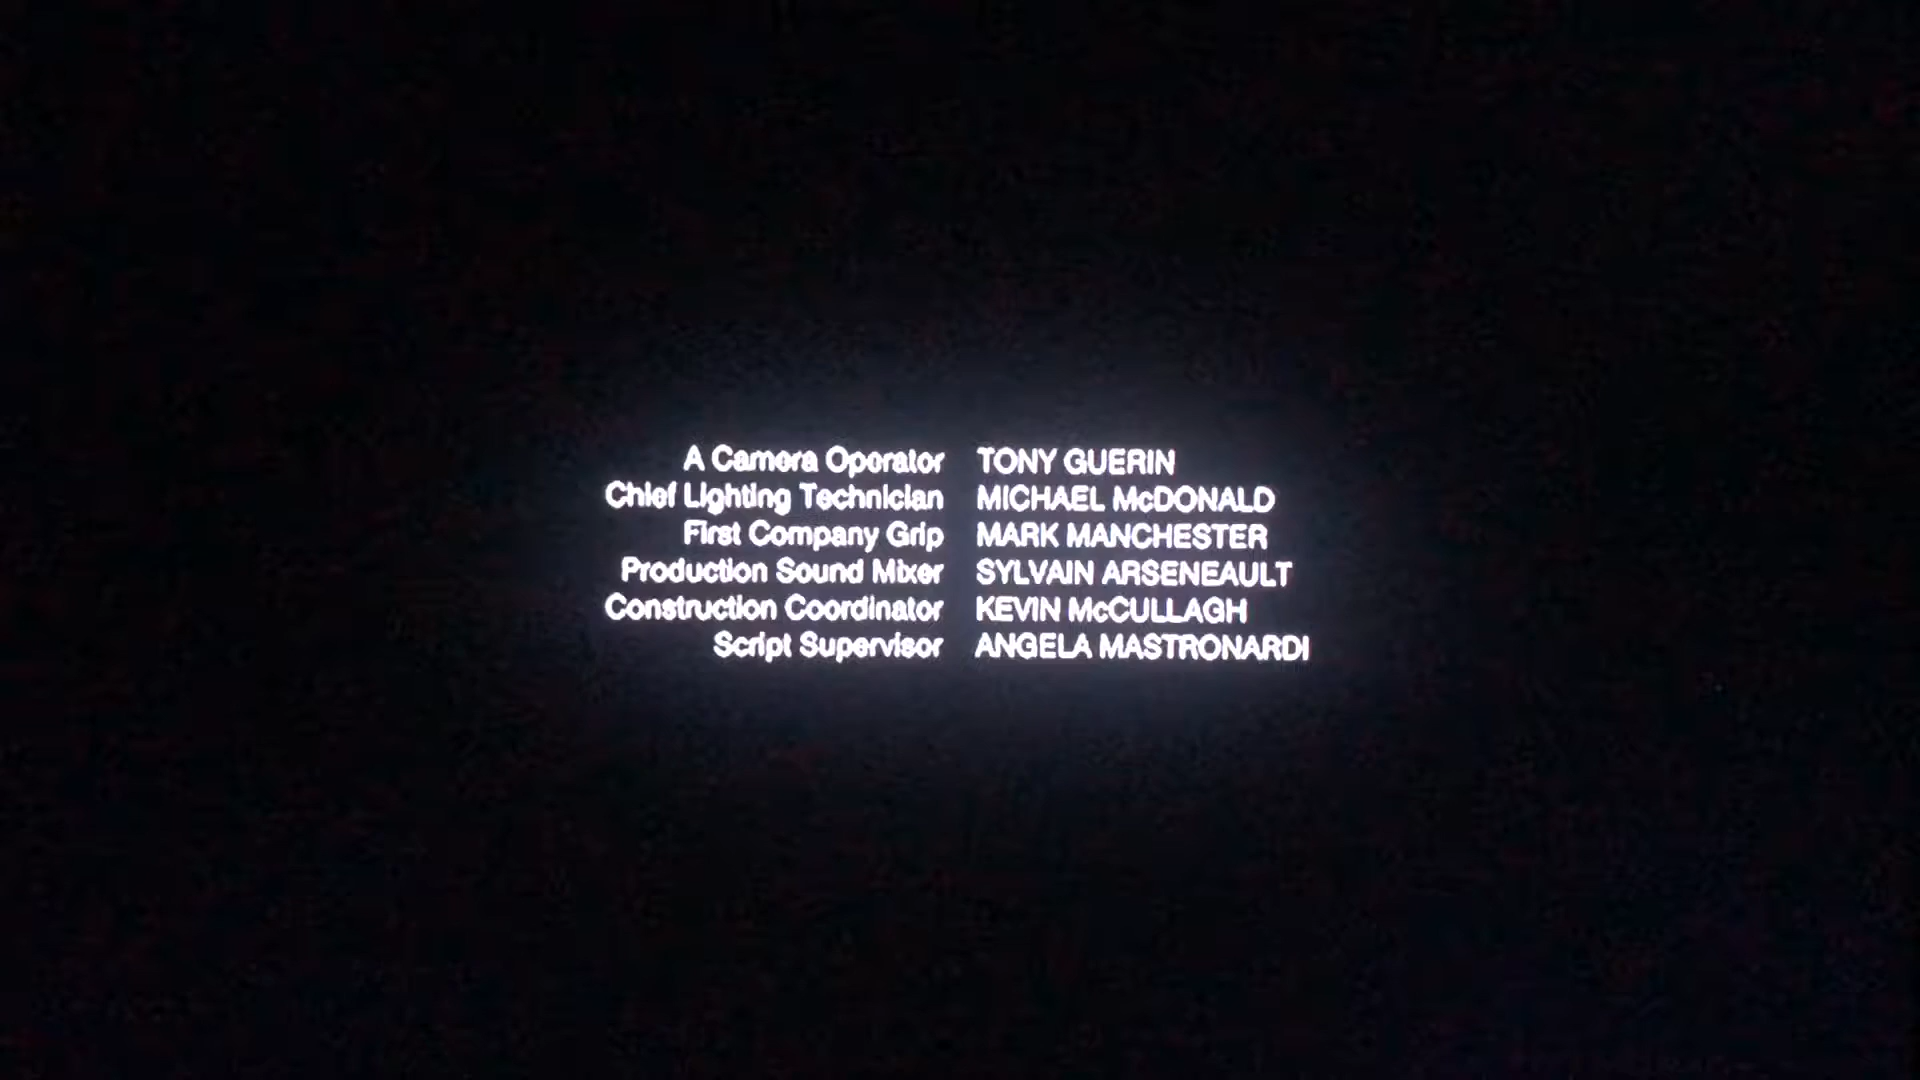 A Camera Operator TONY GUERIN
Chief Lighting Technician MICHAEL McDONALD
First Company Grip MARK MANCHESTER
Production Sound Mixer SYLVAIN ARSENEAULT
Construction Coordinator KEVIN McCULLAGH
Script Supervisor ANGELA MASTRONARDI